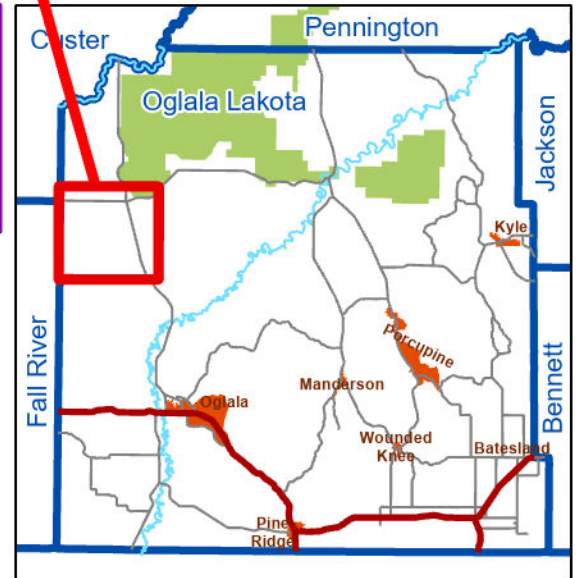 Custer
Pennington
Oglala Lakota
Jackson
Kyle
Fall River
Porcupine
Manderson
Oglala
Bennett
Wounded
Knee
Batesland
Pine
Ridge